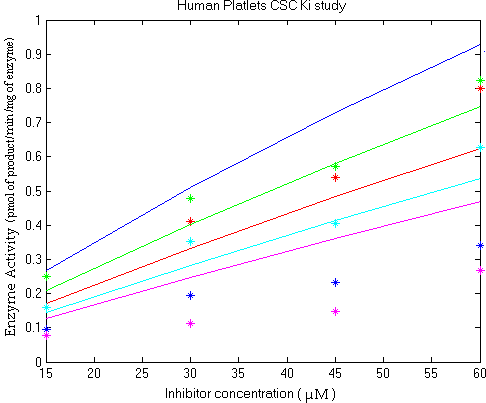 Human Platlets CSC Ki study
Enzyme Activity (pmol of product/min/mg of enzyme)
1
0.9
0.8
0.7
0.6
0.5
0.4
0.3
0.2
0.1
0
15 20 25 30 35 40 45 50 55 60
Inhibitor concentration ( μM )